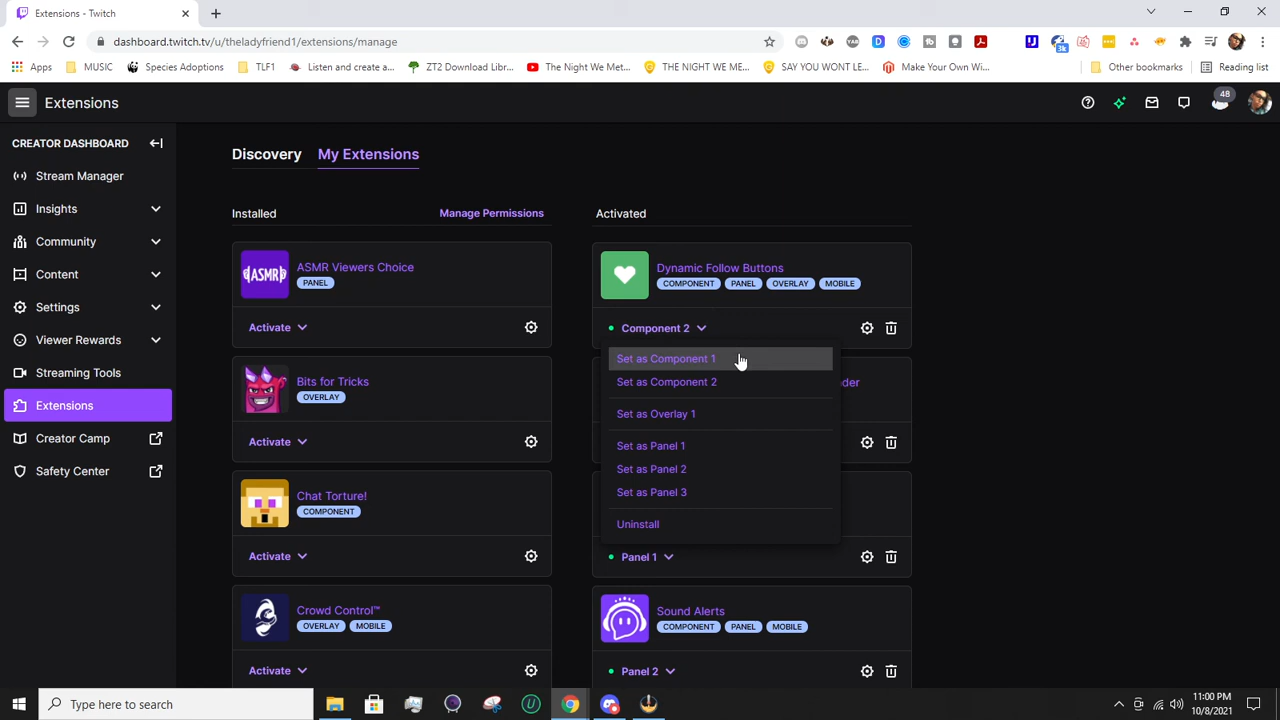 Extensions - Twitch
dashboard.twitch.tv/u/theladyfriend1/extensions/manage
3k
Apps
MUSIC
Species Adoptions
TLF1
Listen and create a...
ZT2 Download Libr...
The Night We Met...
THE NIGHT WE ME...
SAY YOU WONT LE...
Make Your Own Wi...
Other bookmarks
Reading list
Extensions
48
CREATOR DASHBOARD
Stream Manager
Insights
Community
Content
Settings
Viewer Rewards
Streaming Tools
Extensions
Creator Camp
Safety Center
Discovery
My Extensions
Installed
Manage Permissions
ASMR
ASMR Viewers Choice
PANEL
Activate
Bits for Tricks
OVERLAY
Activate
Chat Torture!
COMPONENT
Activate
Crowd Control™
OVERLAY MOBILE
Activate
Activated
Dynamic Follow Buttons
COMPONENT PANEL OVERLAY MOBILE
Component 2
Set as Component 1
Set as Component 2
Set as Overlay 1
Set as Panel 1
Set as Panel 2
Set as Panel 3
Uninstall
Panel 1
Sound Alerts
COMPONENT PANEL MOBILE
Panel 2
Type here to search
11:00 PM
10/8/2021